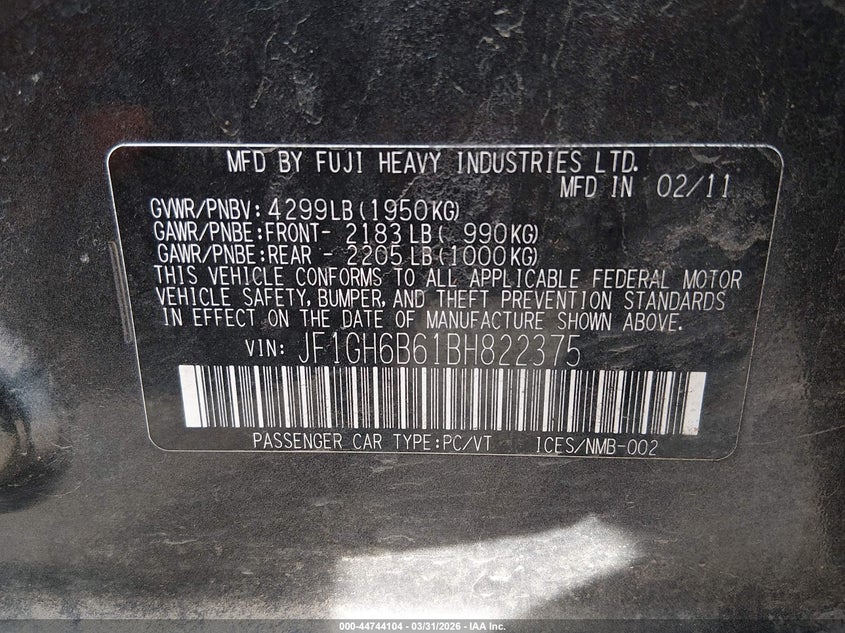 MFD BY FUJI HEAVY INDUSTRIES LTD.
MFD IN 02/11
GVWR/PNBV: 4299LB(1950KG)
GAWR/PNBE:FRONT- 2183LB( 990KG)
GAWR/PNBE:REAR - 2205LB(1000KG)
THIS VEHICLE CONFORMS TO ALL APPLICABLE FEDERAL MOTOR
VEHICLE SAFETY, BUMPER, AND THEFT PREVENTION STANDARDS
IN EFFECT ON THE DATE OF MANUFACTURE SHOWN ABOVE.
VIN: JF1GH6B61BH822375
PASSENGER CAR TYPE:PC/VT ICES/NMB-002
000-44744104 - 03/31/2026 - IAA Inc.